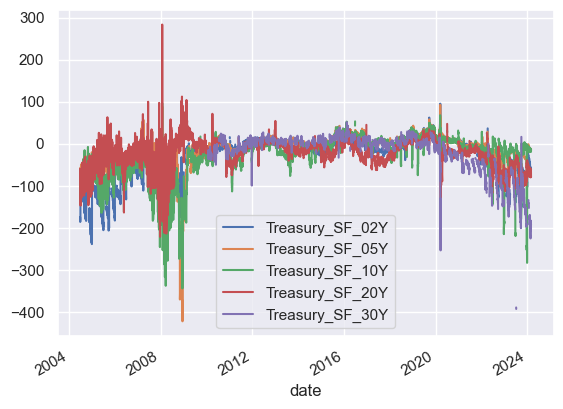 300
200
100
0
−100
−200
−300
−400
Treasury_SF_02Y
Treasury_SF_05Y
Treasury_SF_10Y
Treasury_SF_20Y
Treasury_SF_30Y
2004
2008
2012
2016
2020
2024
date